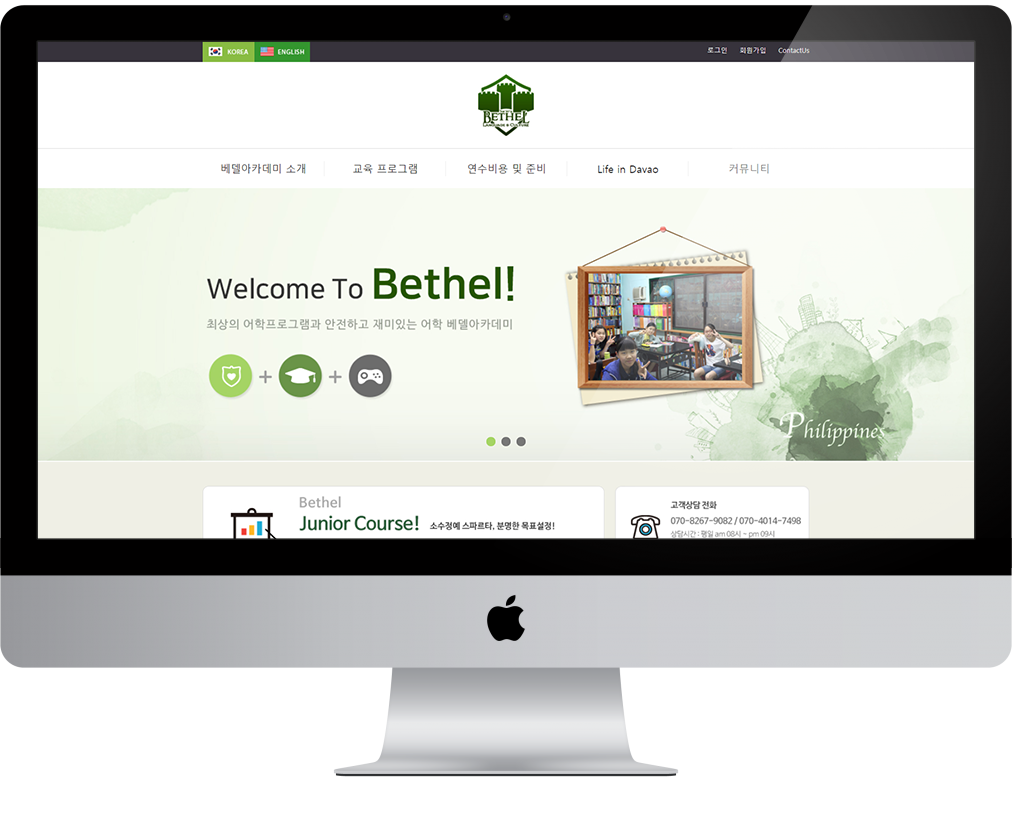 KOREA ENGLISH 로그인 회원가입 ContactUs
BETHEL
LANGUAGE & CULTURE
베델아카데미 소개 교육 프로그램 연수비용 및 준비 Life in Davao 커뮤니티
Welcome To Bethel!
최상의 어학프로그램과 안전하고 재미있는 어학 베델아카데미
Philippines
Bethel
Junior Course! 소수정예 스파르타, 분명한 목표설정!
고객상담 전화
070-8267-9082 / 070-4014-7498
상담시간 : 평일 am 08시 ~ pm 09시